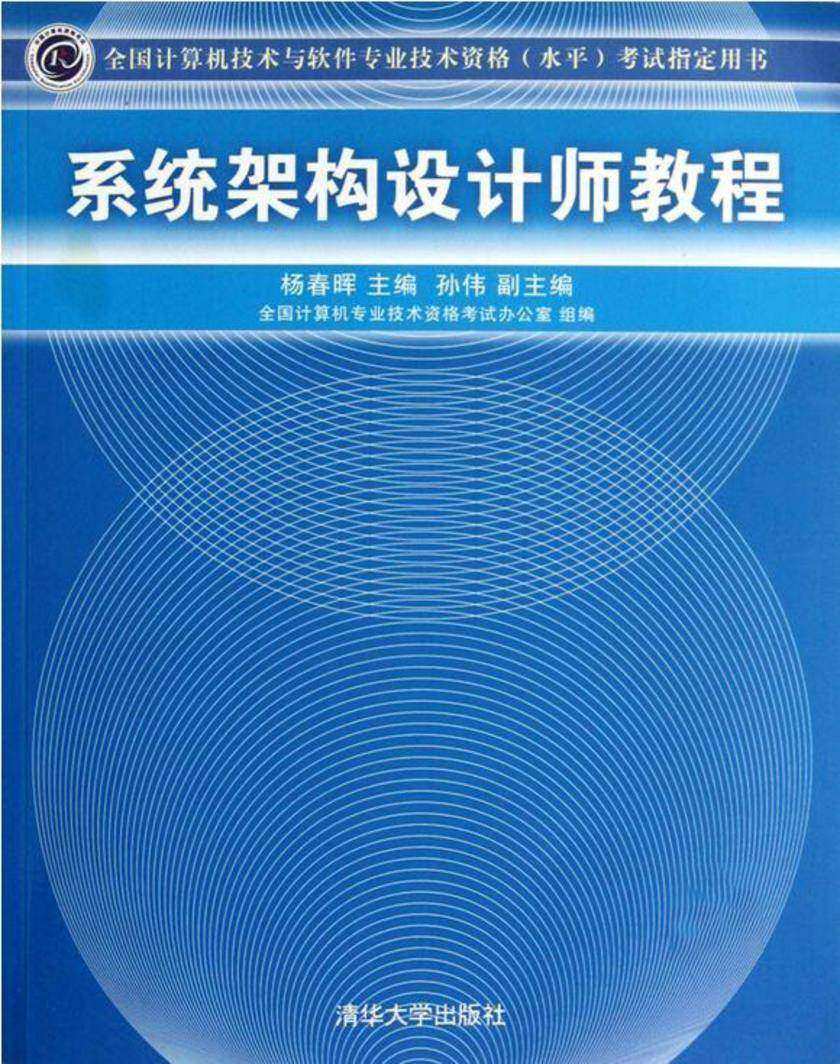 全国计算机技术与软件专业技术资格（水平）考试指定用书
系统架构设计师教程
杨春晖 主编 孙伟 副主编
全国计算机专业技术资格考试办公室 组编
清华大学出版社